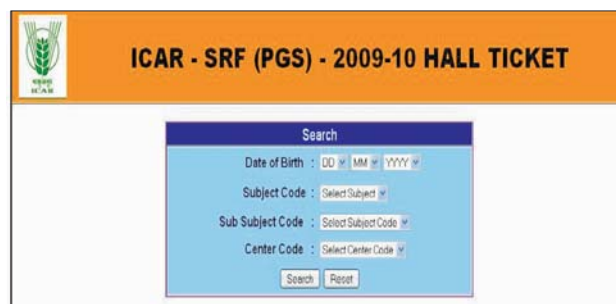 ICAR - SRF (PGS) - 2009-10 HALL TICKET
ICAR
Search
Date of Birth : DD MM YYYY
Subject Code : Select Subject
Sub Subject Code : Select Subject Code
Center Code : Select Center Code
Search Reset